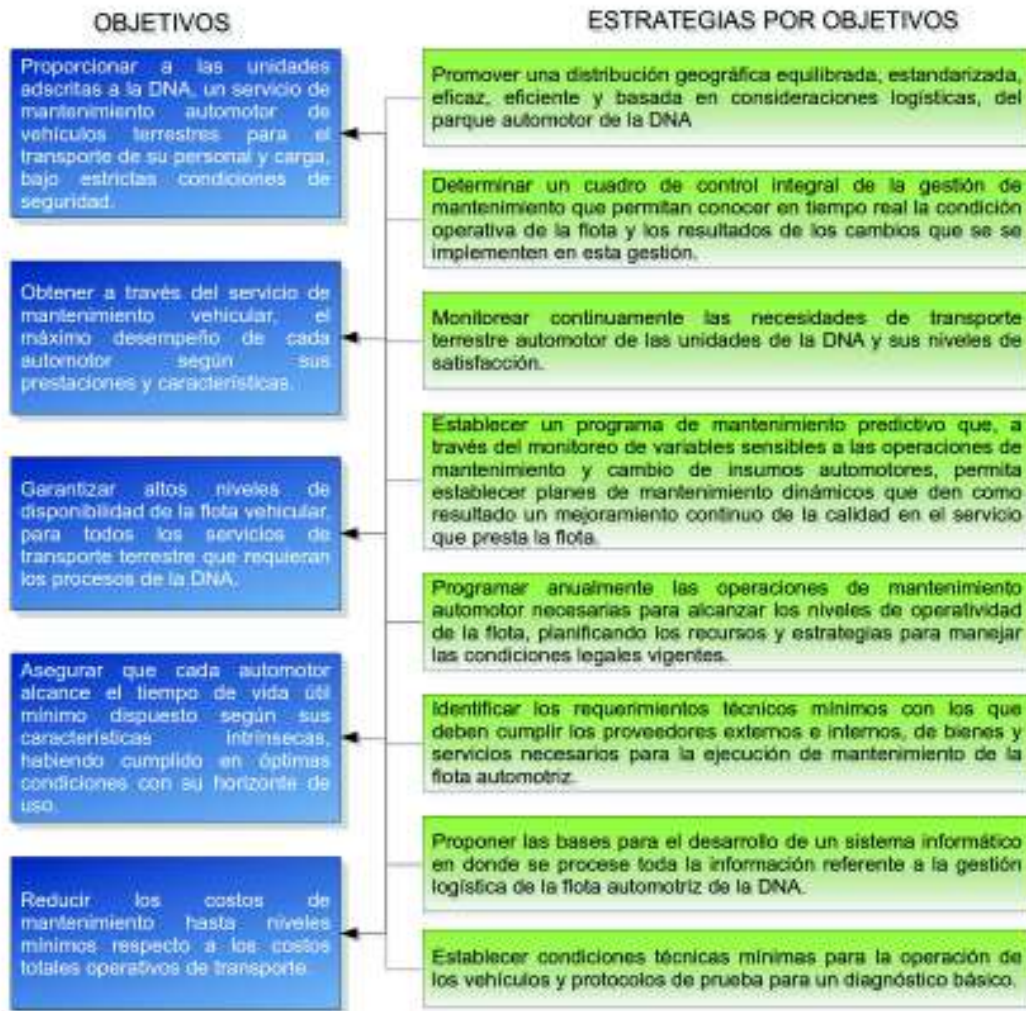 OBJETIVOS
Proporcionar a las unidades
adscritas a la DNA, un servicio de
mantenimiento automotor de
vehículos terrestres para el
transporte de su personal y carga,
bajo estrictas condiciones de
seguridad.
Obtener a través del servicio de
mantenimiento vehicular, el
máximo desempeño de cada
automotor según sus
prestaciones y características.
Garantizar altos niveles de
disponibilidad de la flota vehicular,
para todos los servicios de
transporte terrestre que requieran
los procesos de la DNA.
Asegurar que cada automotor
alcance el tiempo de vida útil
mínimo dispuesto según sus
características intrínsecas,
habiendo cumplido en óptimas
condiciones con su horizonte de
uso.
Reducir los costos de
mantenimiento hasta niveles
mínimos respecto a los costos
totales operativos de transporte.
ESTRATEGIAS POR OBJETIVOS
Promover una distribución geográfica equilibrada, estandarizada,
eficaz, eficiente y basada en consideraciones logísticas, del
parque automotor de la DNA
Determinar un cuadro de control integral de la gestión de
mantenimiento que permitan conocer en tiempo real la condición
operativa de la flota y los resultados de los cambios que se se
implementen en esta gestión.
Monitorear continuamente las necesidades de transporte
terrestre automotor de las unidades de la DNA y sus niveles de
satisfacción.
Establecer un programa de mantenimiento predictivo que, a
través del monitoreo de variables sensibles a las operaciones de
mantenimiento y cambio de insumos automotores, permita
establecer planes de mantenimiento dinámicos que den como
resultado un mejoramiento continuo de la calidad en el servicio
que presta la flota.
Programar anualmente las operaciones de mantenimiento
automotor necesarias para alcanzar los niveles de operatividad
de la flota, planificando los recursos y estrategias para manejar
las condiciones legales vigentes.
Identificar los requerimientos técnicos mínimos con los que
deben cumplir los proveedores externos e internos, de bienes y
servicios necesarios para la ejecución de mantenimiento de la
flota automotriz.
Proponer las bases para el desarrollo de un sistema informático
en donde se procese toda la información referente a la gestión
logística de la flota automotriz de la DNA.
Establecer condiciones técnicas mínimas para la operación de
los vehículos y protocolos de prueba para un diagnóstico básico.